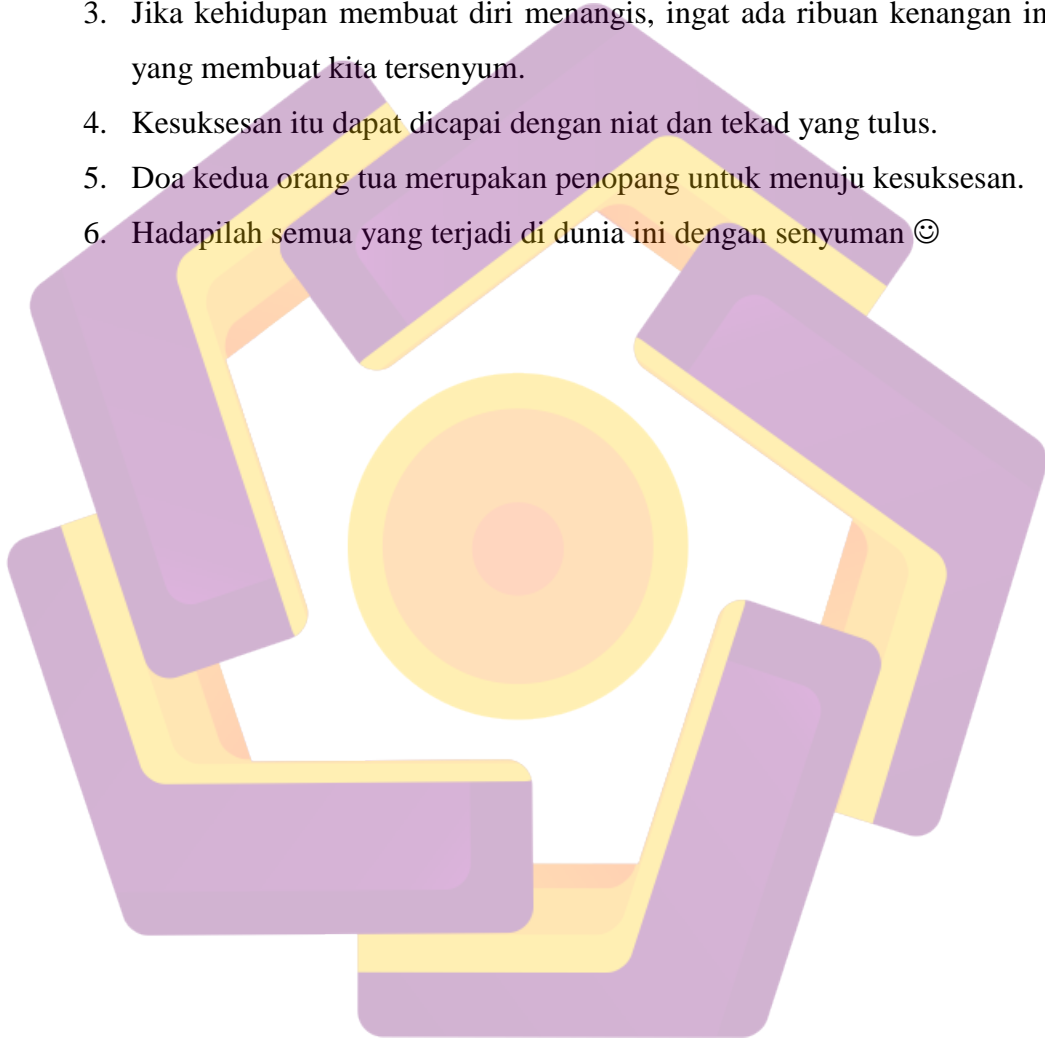 3. Jika kehidupan membuat diri menangis, ingat ada ribuan kenangan
yang membuat kita tersenyum.
4. Kesuksesan itu dapat dicapai dengan niat dan tekad yang tulus.
5. Doa kedua orang tua merupakan penopang untuk menuju kesuksesan.
6. Hadapilah semua yang terjadi di dunia ini dengan senyuman ☺